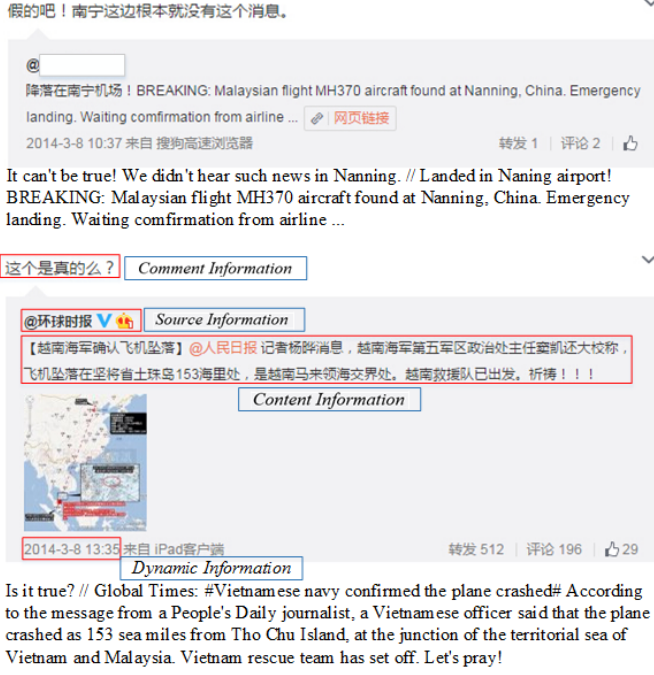 假的吧！南宁这边根本就没有这个消息。
@
降落在南宁机场！BREAKING: Malaysian flight MH370 aircraft found at Nanning, China. Emergency
landing. Waiting comfirmation from airline ... 网页链接
2014-3-8 10:37 来自 搜狗高速浏览器 转发 1 评论 2
It can't be true! We didn't hear such news in Nanning. // Landed in Naning airport!
BREAKING: Malaysian flight MH370 aircraft found at Nanning, China. Emergency
landing. Waiting comfirmation from airline ...
这个是真的么？ Comment Information
@环球时报 Source Information
【越南海军确认飞机坠落】@人民日报 记者杨晔消息，越南海军第五军区政治处主任窦凯还大校称，
飞机坠落在坚将省土珠岛153海里处，是越南马来领海交界处。越南救援队已出发。祈祷！！！
Content Information
2014-3-8 13:35 来自 iPad客户端 转发 512 评论 196 29
Dynamic Information
Is it true? // Global Times: #Vietnamese navy confirmed the plane crashed# According
to the message from a People's Daily journalist, a Vietnamese officer said that the plane
crashed as 153 sea miles from Tho Chu Island, at the junction of the territorial sea of
Vietnam and Malaysia. Vietnam rescue team has set off. Let's pray!